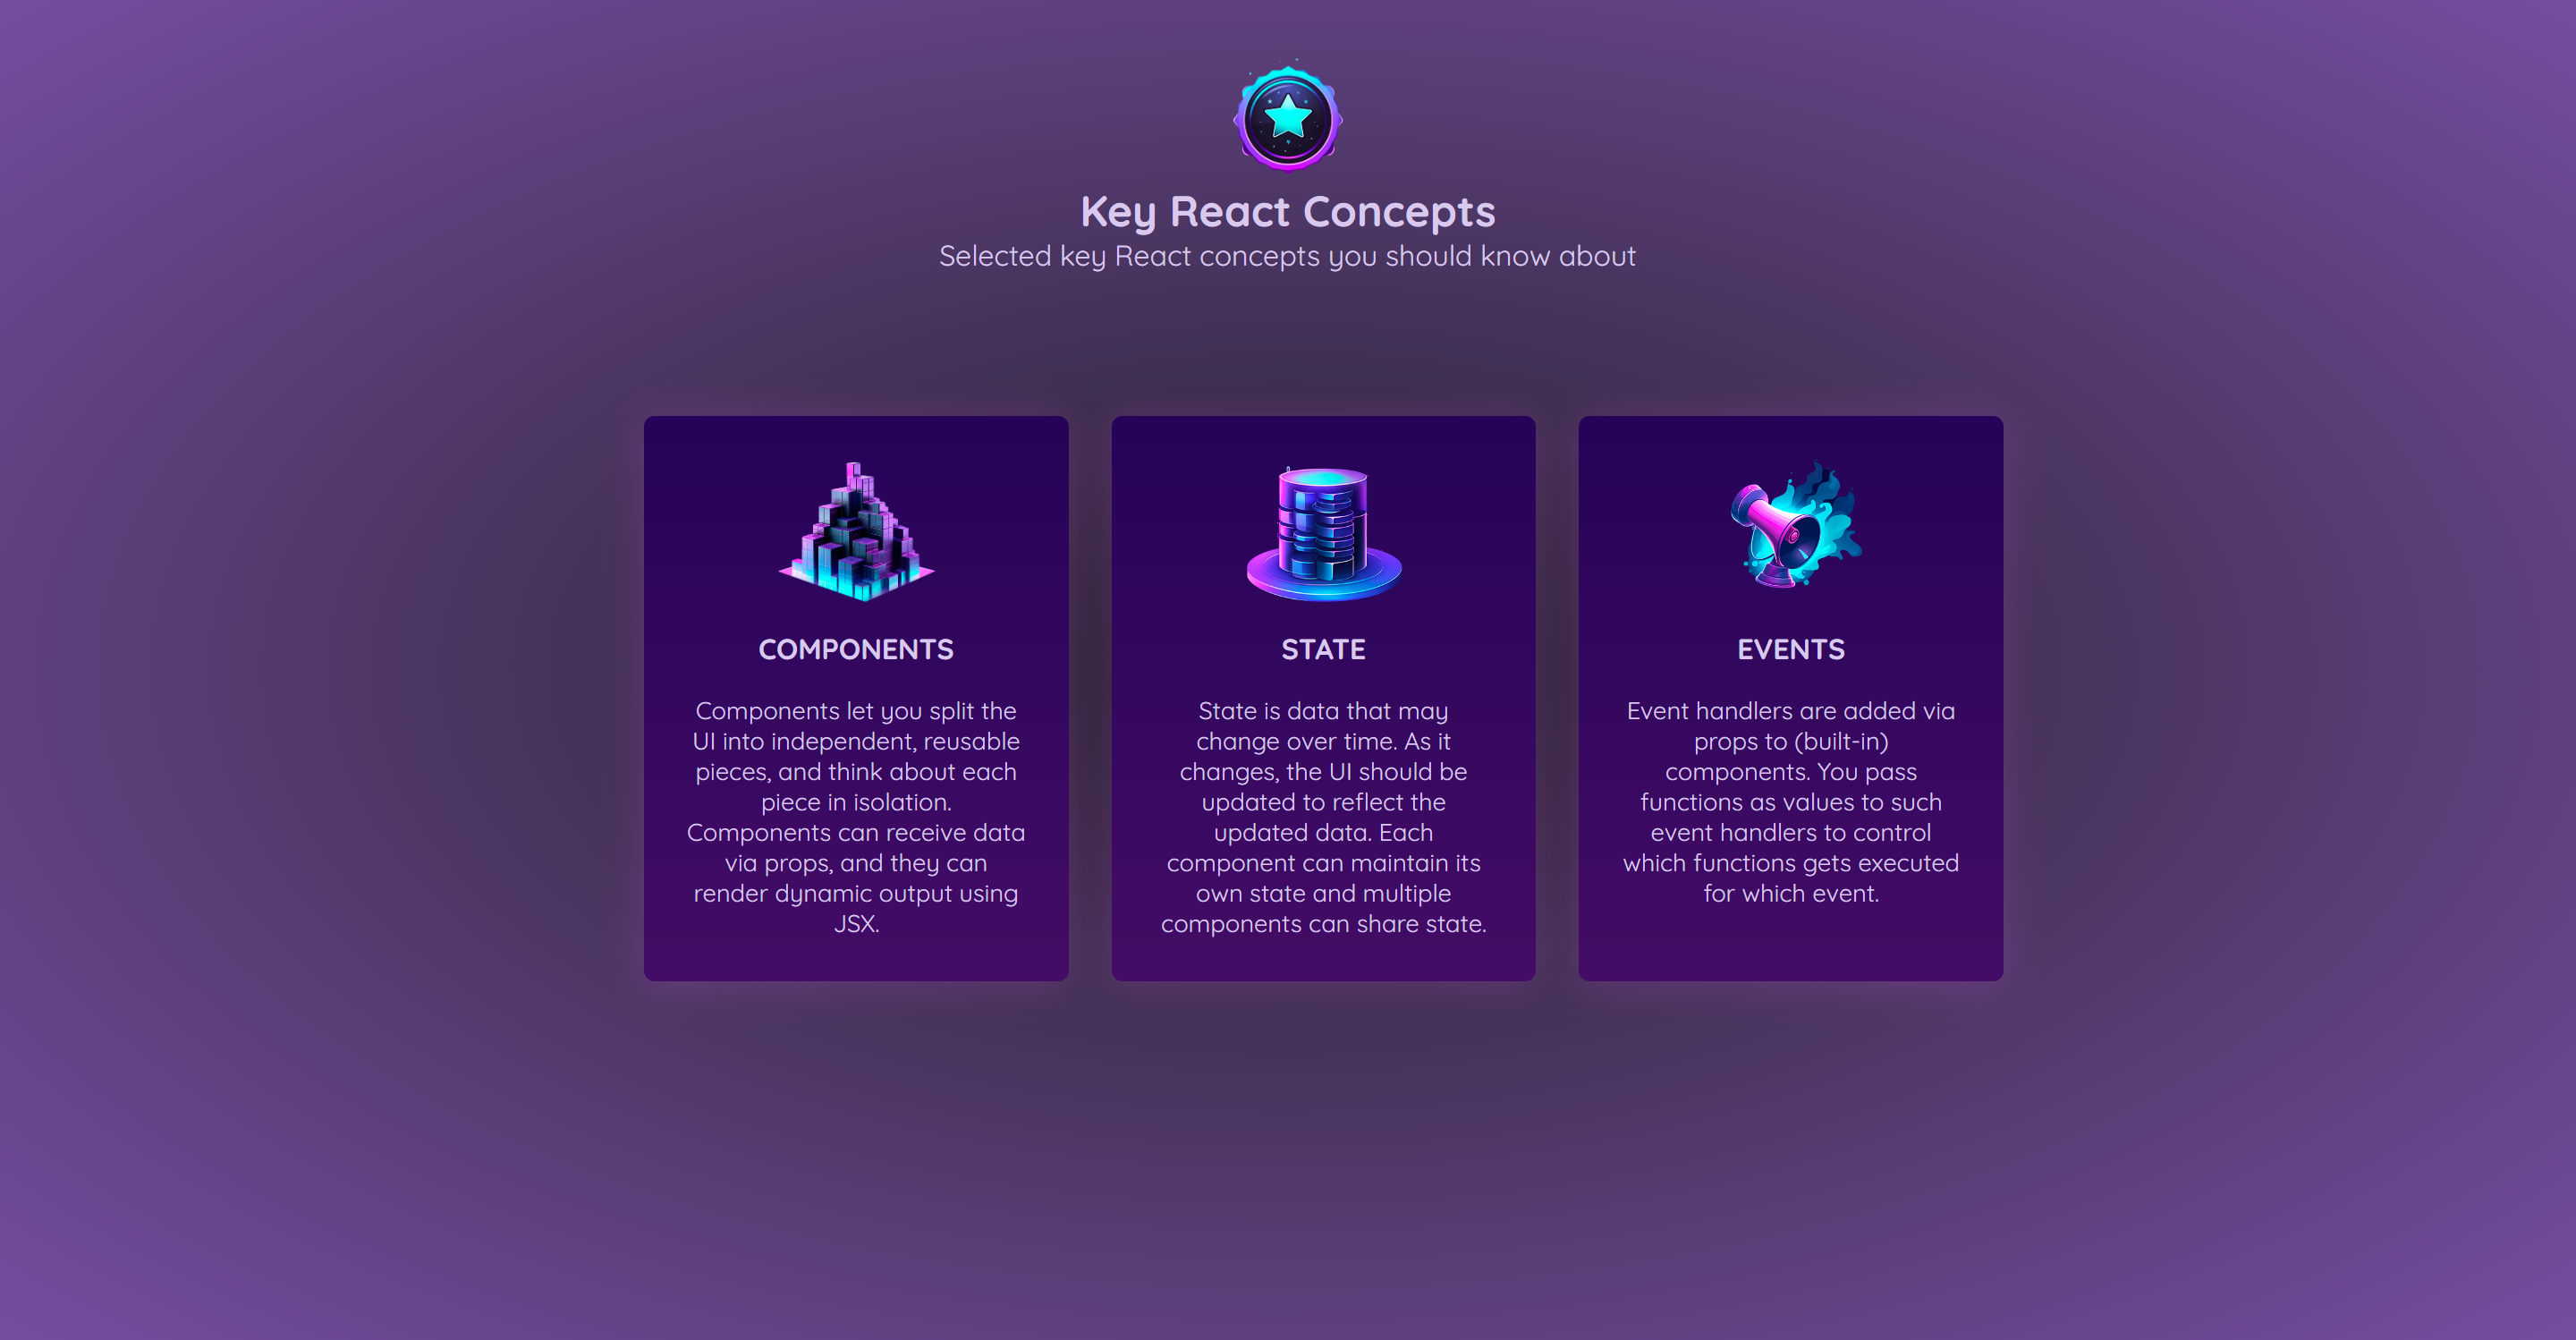 Key React Concepts
Selected key React concepts you should know about
COMPONENTS
Components let you split the
UI into independent, reusable
pieces, and think about each
piece in isolation.
Components can receive data
via props, and they can
render dynamic output using
JSX.
STATE
State is data that may
change over time. As it
changes, the UI should be
updated to reflect the
updated data. Each
component can maintain its
own state and multiple
components can share state.
EVENTS
Event handlers are added via
props to (built-in)
components. You pass
functions as values to such
event handlers to control
which functions gets executed
for which event.